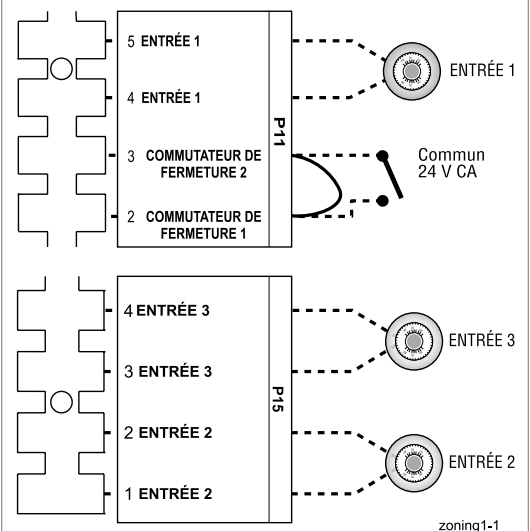 5 ENTRÉE 1
ENTRÉE 1
4 ENTRÉE 1
P11
3 COMMUTATEUR DE
FERMETURE 2
Commun
24 V CA
2 COMMUTATEUR DE
FERMETURE 1
4 ENTRÉE 3
ENTRÉE 3
3 ENTRÉE 3
P15
2 ENTRÉE 2
ENTRÉE 2
1 ENTRÉE 2
zoning1-1